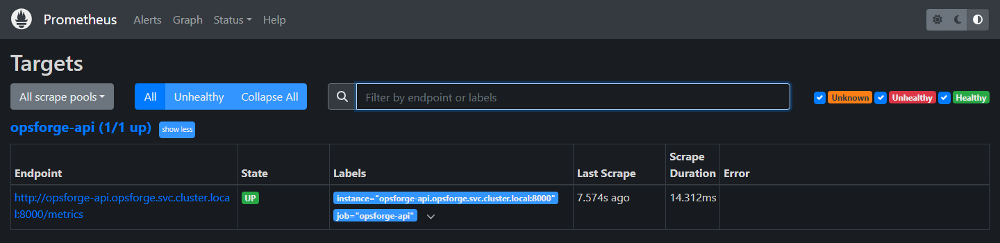 Prometheus Alerts Graph Status Help
Targets
All scrape pools All Unhealthy Collapse All Filter by endpoint or labels Unknown Unhealthy Healthy
opsforge-api (1/1 up) show less
Endpoint State Labels Last Scrape Scrape Duration Error
http://opsforge-api.opsforge.svc.cluster.loca UP instance="opsforge-api.opsforge.svc.cluster.local:8000" 7.574s ago 14.312ms
l:8000/metrics job="opsforge-api"